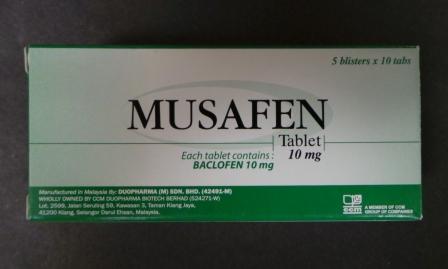 5 blisters x 10 tabs
MUSAFEN
Tablet
Each tablet contains : 10 mg
BACLOFEN 10 mg
Manufactured in Malaysia By: DUOPHARMA (M) SDN. BHD. (42491-M)
WHOLLY OWNED BY CCM DUOPHARMA BIOTECH BERHAD (524271-W)
Lot. 2599, Jalan Seruling 59, Kawasan 3, Taman Klang Jaya,
41200 Klang, Selangor Darul Ehsan, Malaysia.
ccm
A MEMBER OF CCM
GROUP OF COMPANIES